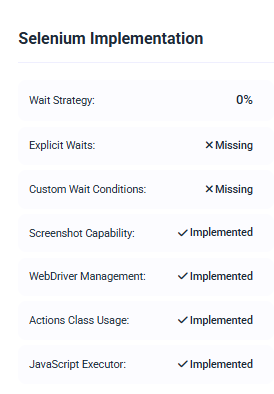 Selenium Implementation
Wait Strategy: 0%
Explicit Waits: ✕ Missing
Custom Wait Conditions: ✕ Missing
Screenshot Capability: ✓ Implemented
WebDriver Management: ✓ Implemented
Actions Class Usage: ✓ Implemented
JavaScript Executor: ✓ Implemented